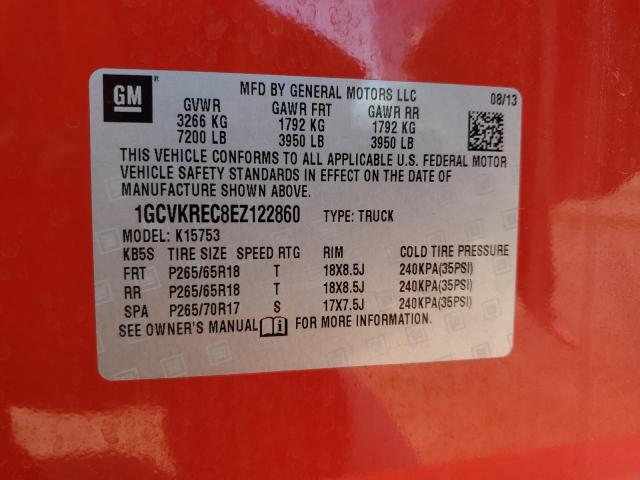 GM
®
MFD BY GENERAL MOTORS LLC
08/13
GVWR GAWR FRT GAWR RR
3266 KG 1792 KG 1792 KG
7200 LB 3950 LB 3950 LB
THIS VEHICLE CONFORMS TO ALL APPLICABLE U.S. FEDERAL MOTOR
VEHICLE SAFETY STANDARDS IN EFFECT ON THE DATE OF
MANUFACTURE SHOWN ABOVE.
1GCVKREC8EZ122860 TYPE: TRUCK
MODEL: K15753
KB5S TIRE SIZE SPEED RTG RIM COLD TIRE PRESSURE
FRT P265/65R18 T 18X8.5J 240KPA(35PSI)
RR P265/65R18 T 18X8.5J 240KPA(35PSI)
SPA P265/70R17 S 17X7.5J 240KPA(35PSI)
SEE OWNER'S MANUAL i FOR MORE INFORMATION.